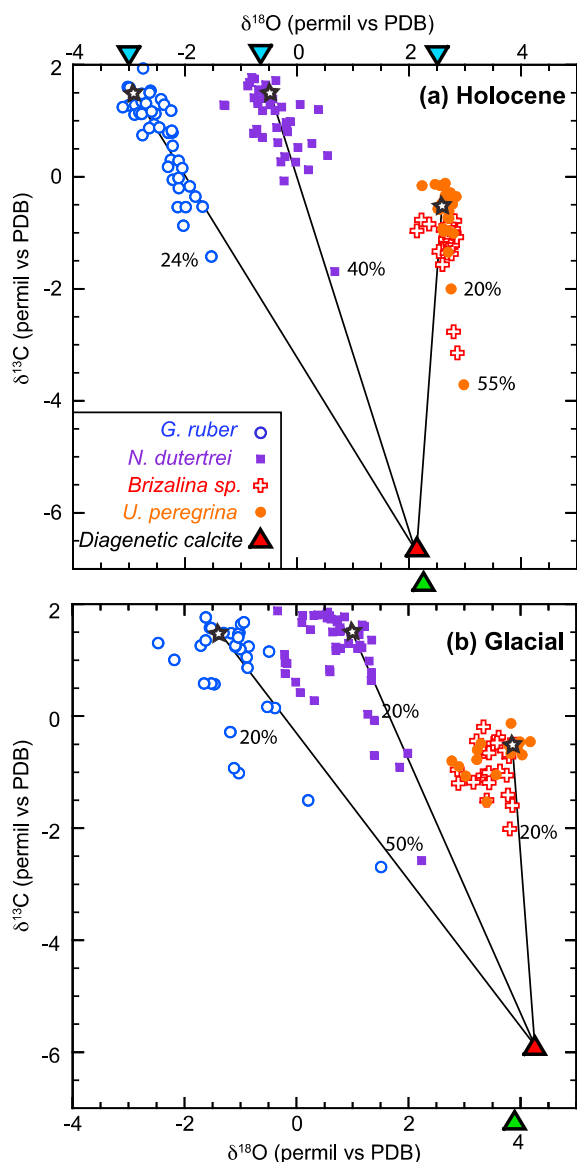 δ18O (permil vs PDB)
-4 -2 0 2 4
2
(a) Holocene
0
-2
-4
-6
δ13C (permil vs PDB)
24%
40%
20%
55%
G. ruber
N. dutertrei
Brizalina sp.
U. peregrina
Diagenetic calcite
2
(b) Glacial
0
-2
-4
-6
δ13C (permil vs PDB)
20%
20%
50%
20%
-4 -2 0 2 4
δ18O (permil vs PDB)